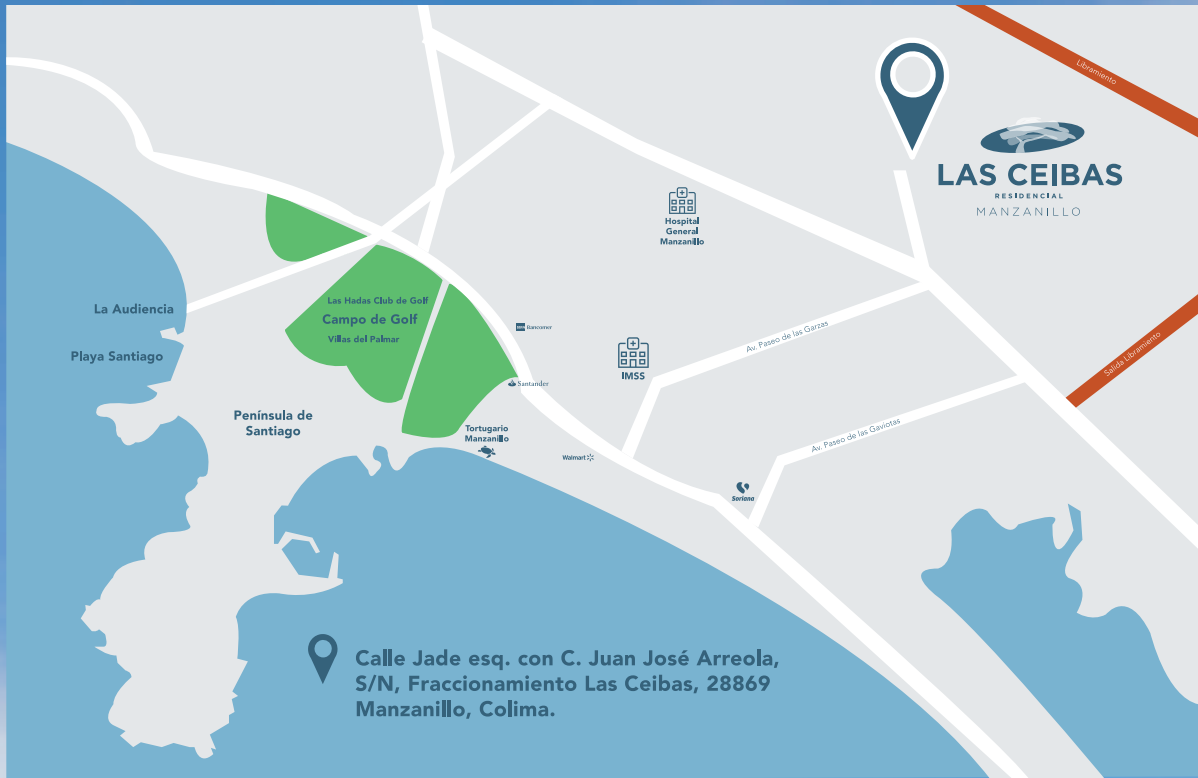 Libramiento
LAS CEIBAS
RESIDENCIAL
MANZANILLO
Hospital
General
Manzanillo
La Audiencia
Las Hadas Club de Golf
Campo de Golf
Villas del Palmar
Playa Santiago
BBVA Bancomer
IMSS
Av. Paseo de las Garzas
Salida Libramiento
Santander
Península de
Santiago
Tortugario
Manzanillo
Av. Paseo de las Gaviotas
Walmart
Soriana
Calle Jade esq. con C. Juan José Arreola,
S/N, Fraccionamiento Las Ceibas, 28869
Manzanillo, Colima.